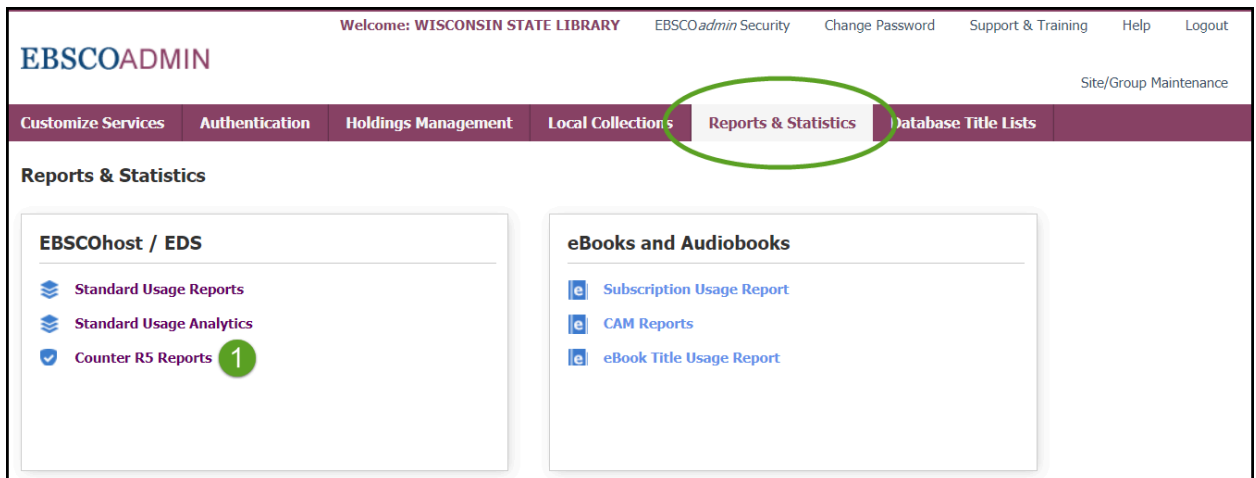 Welcome: WISCONSIN STATE LIBRARY EBSCOadmin Security Change Password Support & Training Help Logout
EBSCOADMIN
Site/Group Maintenance
Customize Services Authentication Holdings Management Local Collections Reports & Statistics Database Title Lists
Reports & Statistics
EBSCOhost / EDS
Standard Usage Reports
Standard Usage Analytics
Counter R5 Reports 1
eBooks and Audiobooks
e Subscription Usage Report
e CAM Reports
e eBook Title Usage Report